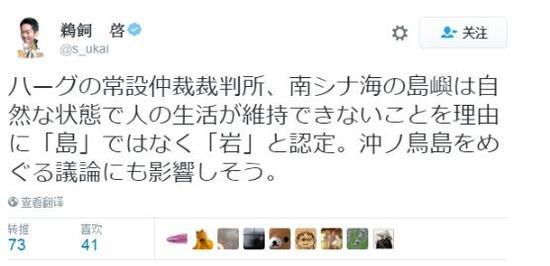 鵜飼 啓
@s_ukai
关注
ハーグの常設仲裁裁判所、南シナ海の島嶼は自
然な状態で人の生活が維持できないことを理由
に「島」ではなく「岩」と認定。沖ノ鳥島をめ
ぐる議論にも影響しそう。
查看翻译
转推 喜欢
73 41